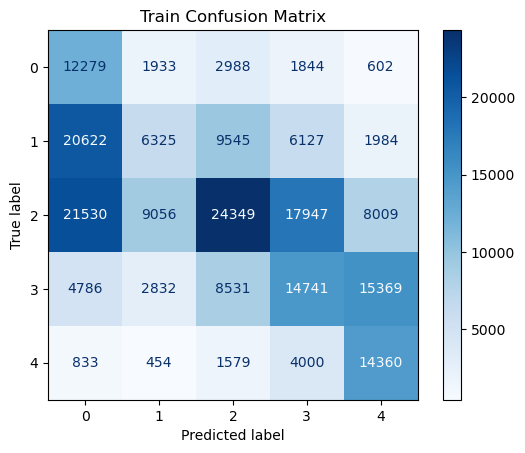 Train Confusion Matrix
0 12279 1933 2988 1844 602
1 20622 6325 9545 6127 1984
2 21530 9056 24349 17947 8009
3 4786 2832 8531 14741 15369
4 833 454 1579 4000 14360
0 1 2 3 4
Predicted label
True label
20000
15000
10000
5000